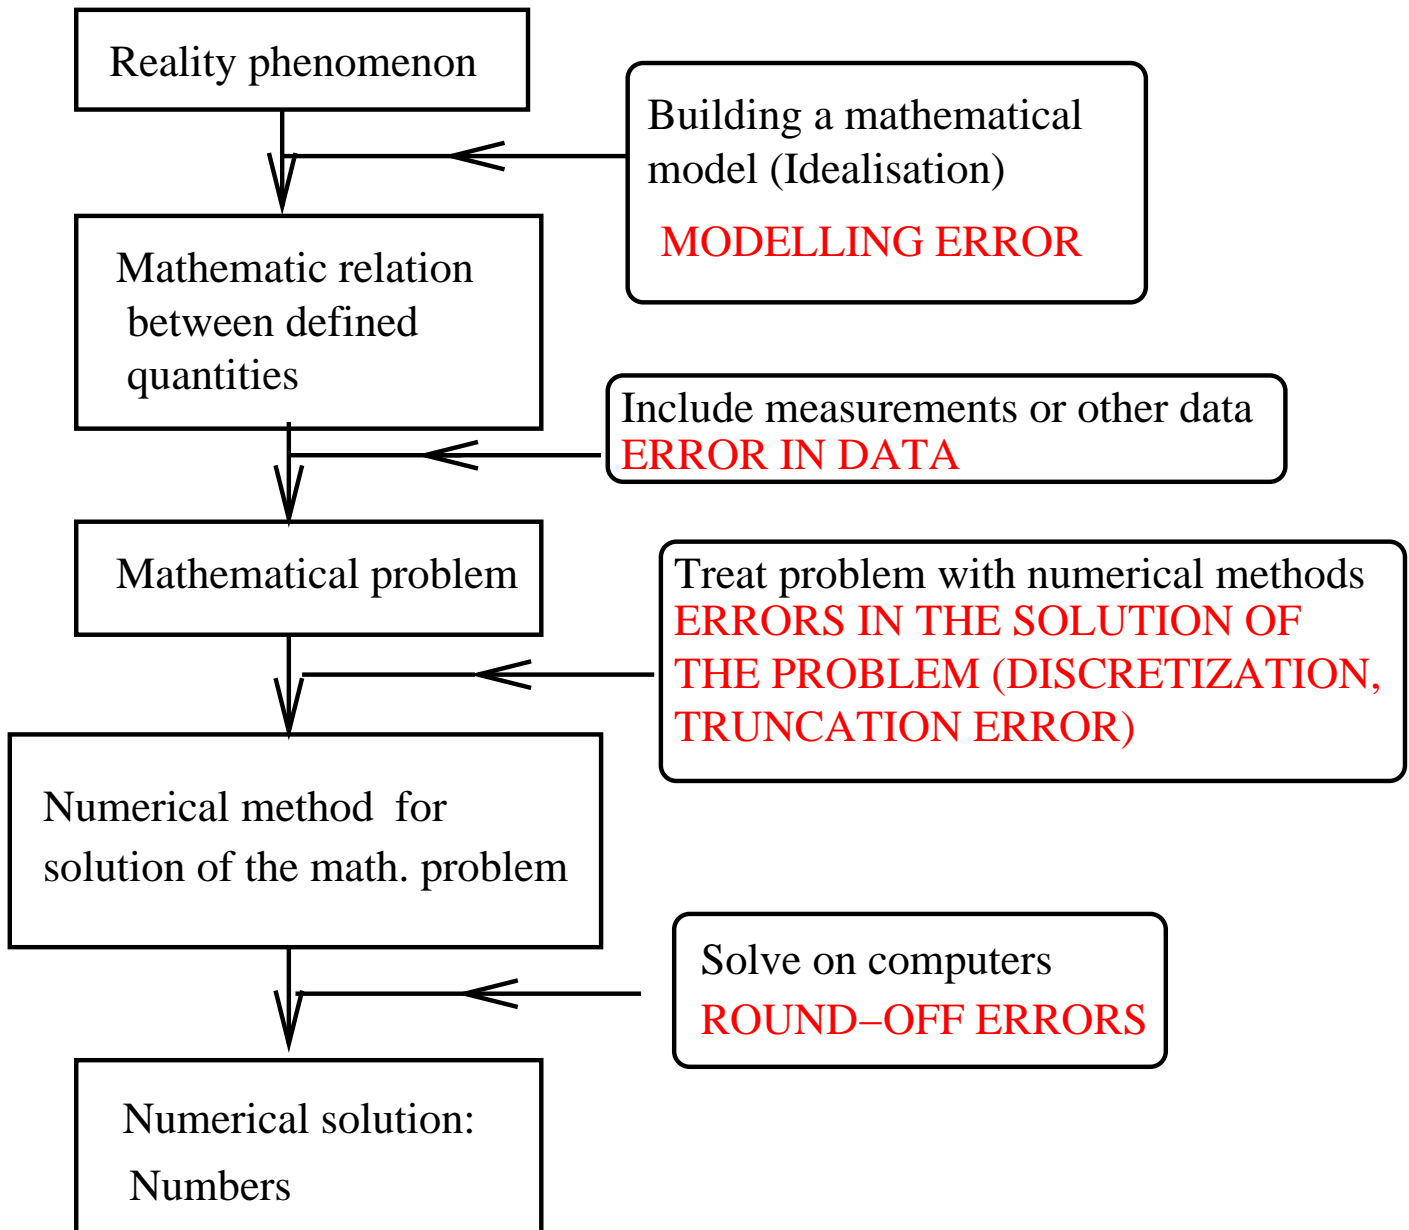 Reality phenomenon
Building a mathematical
model (Idealisation)
MODELLING ERROR
Mathematic relation
between defined
quantities
Include measurements or other data
ERROR IN DATA
Mathematical problem
Treat problem with numerical methods
ERRORS IN THE SOLUTION OF
THE PROBLEM (DISCRETIZATION,
TRUNCATION ERROR)
Numerical method for
solution of the math. problem
Solve on computers
ROUND−OFF ERRORS
Numerical solution:
Numbers